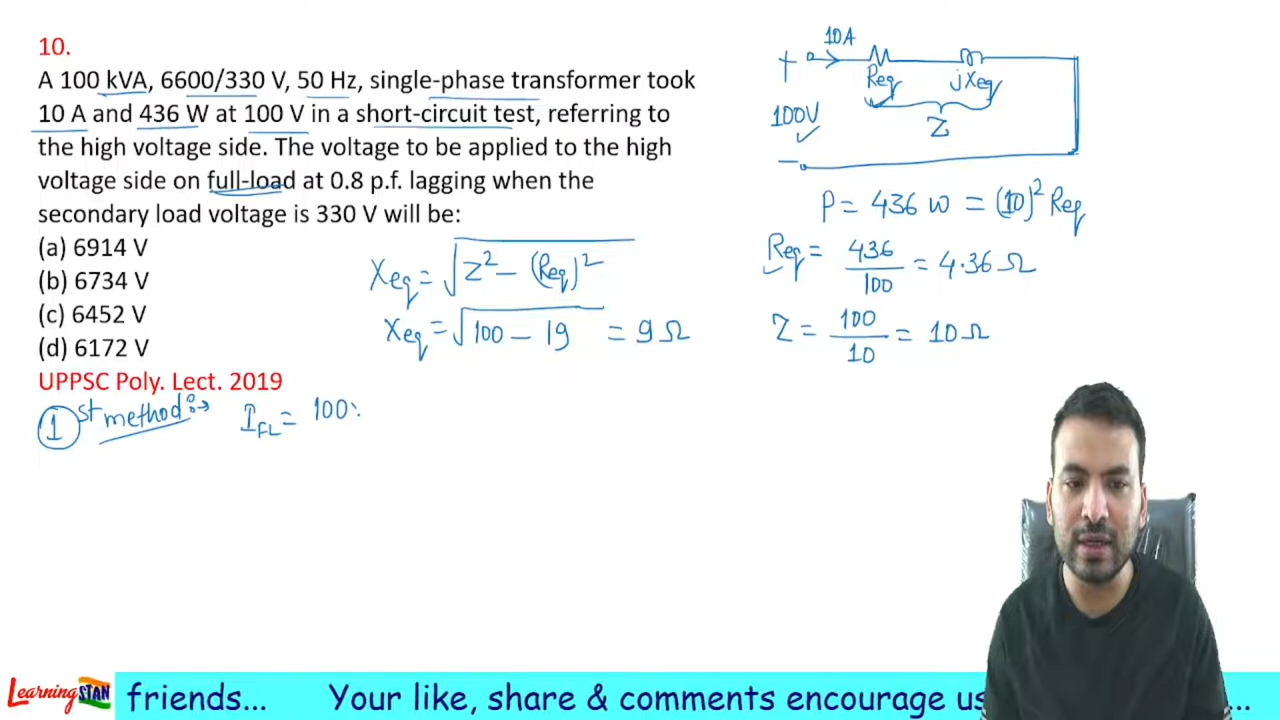 10.
A 100 kVA, 6600/330 V, 50 Hz, single-phase transformer took
10 A and 436 W at 100 V in a short-circuit test, referring to
the high voltage side. The voltage to be applied to the high
voltage side on full-load at 0.8 p.f. lagging when the
secondary load voltage is 330 V will be:
(a) 6914 V
(b) 6734 V
(c) 6452 V
(d) 6172 V
UPPSC Poly. Lect. 2019
Xeq = √Z² − (Req)²
Xeq = √100 − 19 = 9 Ω
+ 10A
Req jXeq
100V
Z
−
P = 436 W = (10)² Req
Req = 436/100 = 4.36 Ω
Z = 100/10 = 10 Ω
1st method:→ I_FL = 100
Learning STAN
friends... Your like, share & comments encourage us ...